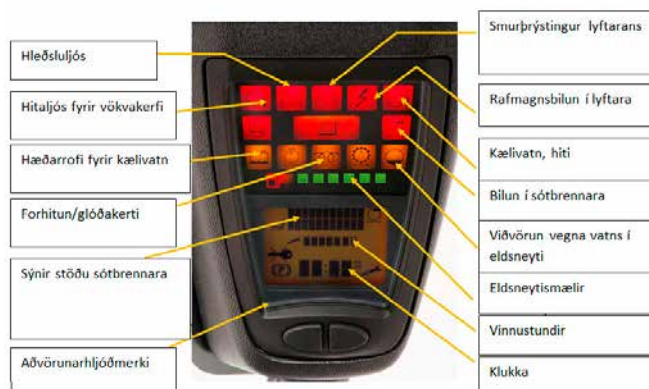 Hleðsluljós
Hitaljós fyrir vökvakerfi
Hæðarrofi fyrir kælivatn
Forhitun/glóðakerti
Sýnir stöðu sótbrennara
Aðvörunarhljóðmerki
Smurþrýstingur lyftarans
Rafmagnsbilun í lyftara
Kælivatn, hiti
Bilun í sótbrennara
Viðvörun vegna vatns í
eldsneyti
Eldsneytismælir
Vinnustundir
Klukka